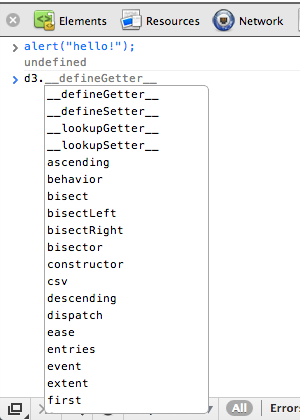 Elements Resources Network
> alert("hello!");
undefined
> d3.__defineGetter__
__defineGetter__
__defineSetter__
__lookupGetter__
__lookupSetter__
ascending
behavior
bisect
bisectLeft
bisectRight
bisector
constructor
csv
descending
dispatch
ease
entries
event
extent
first
All Error